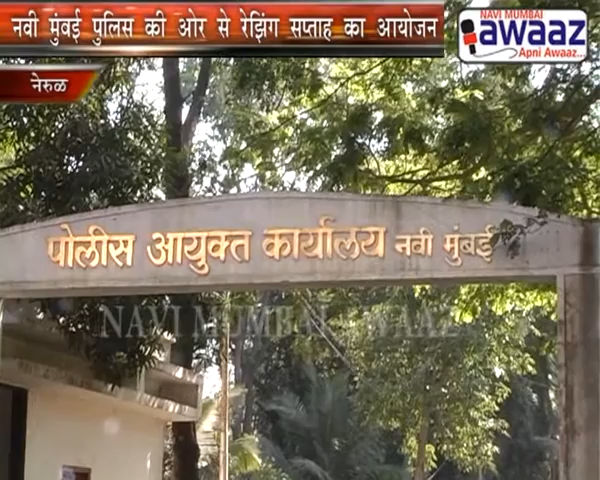 नवी मुंबई पुलिस की ओर से रेझिंग सप्ताह का आयोजन
NAVI MUMBAI
awaaz
Apni Awaaz...
नेरुळ
पोलीस आयुक्त कार्यालय नवी मुंबई
NAVI MUMBAI AWAAZ